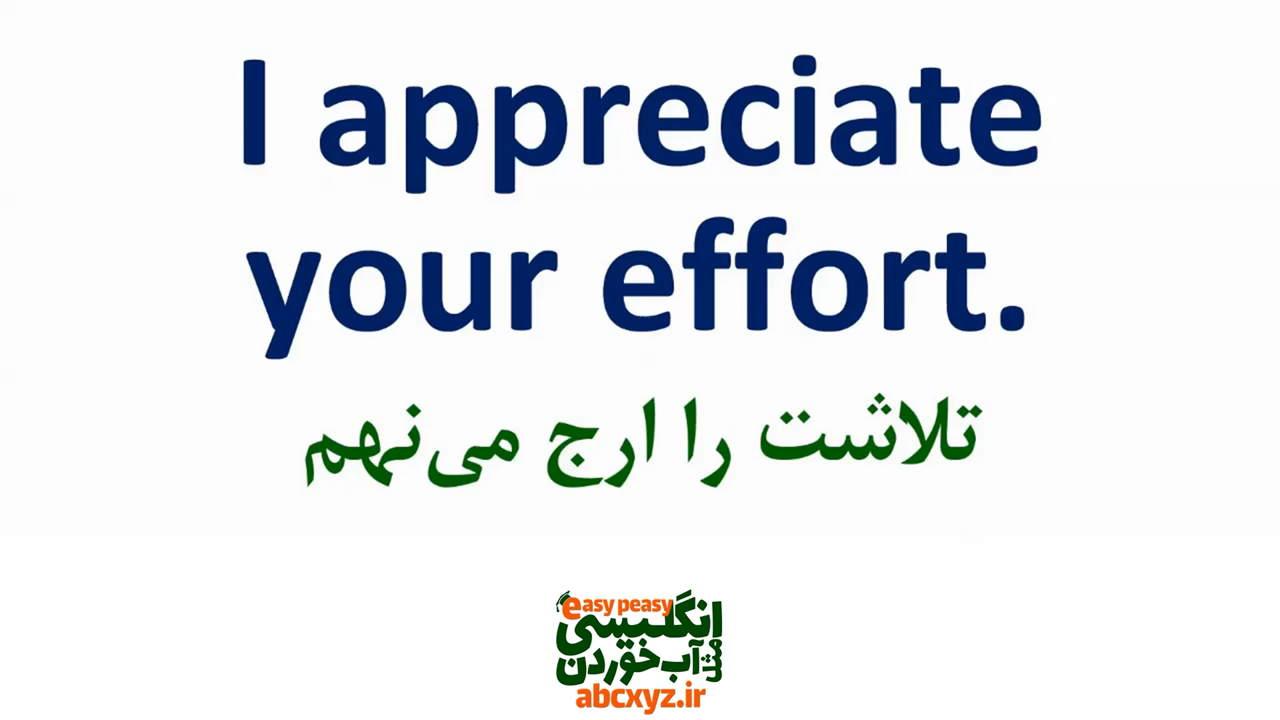 I appreciate
your effort.
تلاشت را ارج می‌نهم
easy peasy
انگلیسی
مثل آب خوردن
abcxyz.ir